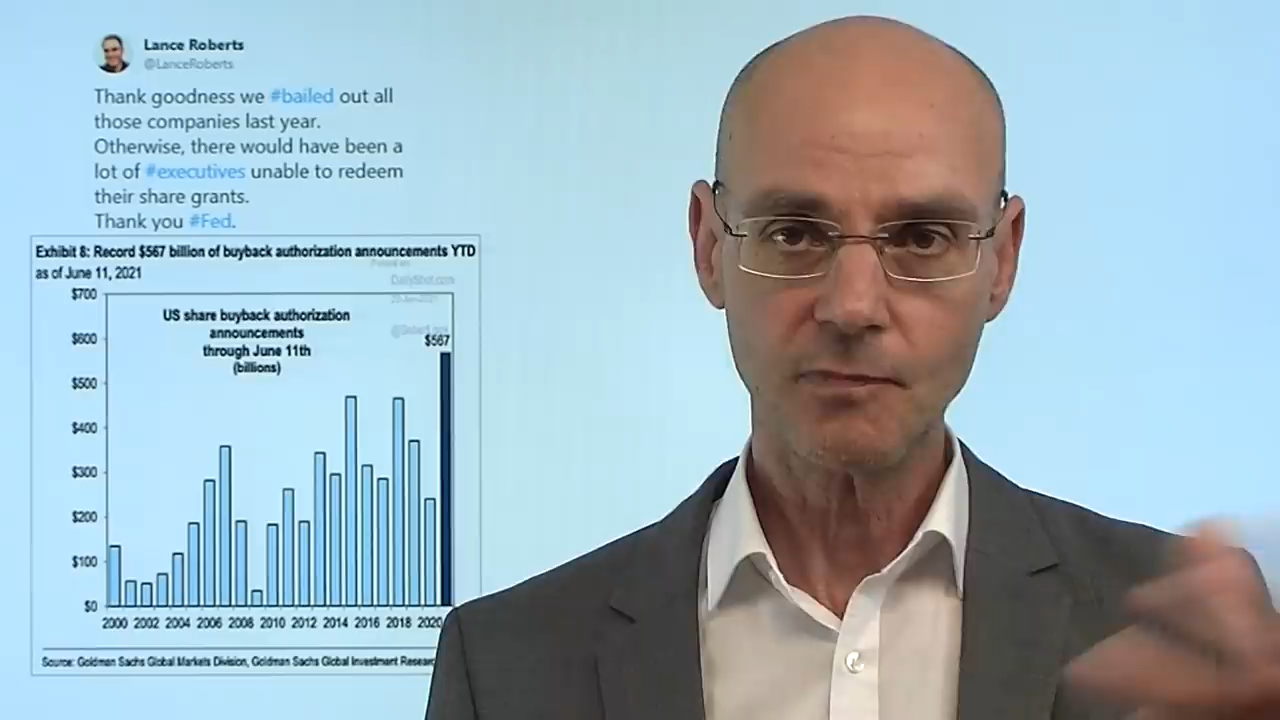 Lance Roberts
@LanceRoberts
Thank goodness we #bailed out all
those companies last year.
Otherwise, there would have been a
lot of #executives unable to redeem
their share grants.
Thank you #Fed.
Exhibit 8: Record $567 billion of buyback authorization announcements YTD
as of June 11, 2021
Posted on
DailyShot.com
US share buyback authorization
announcements
through June 11th
(billions)
$567
$700
$600
$500
$400
$300
$200
$100
$0
2000 2002 2004 2006 2008 2010 2012 2014 2016 2018 2020
Source: Goldman Sachs Global Markets Division, Goldman Sachs Global Investment